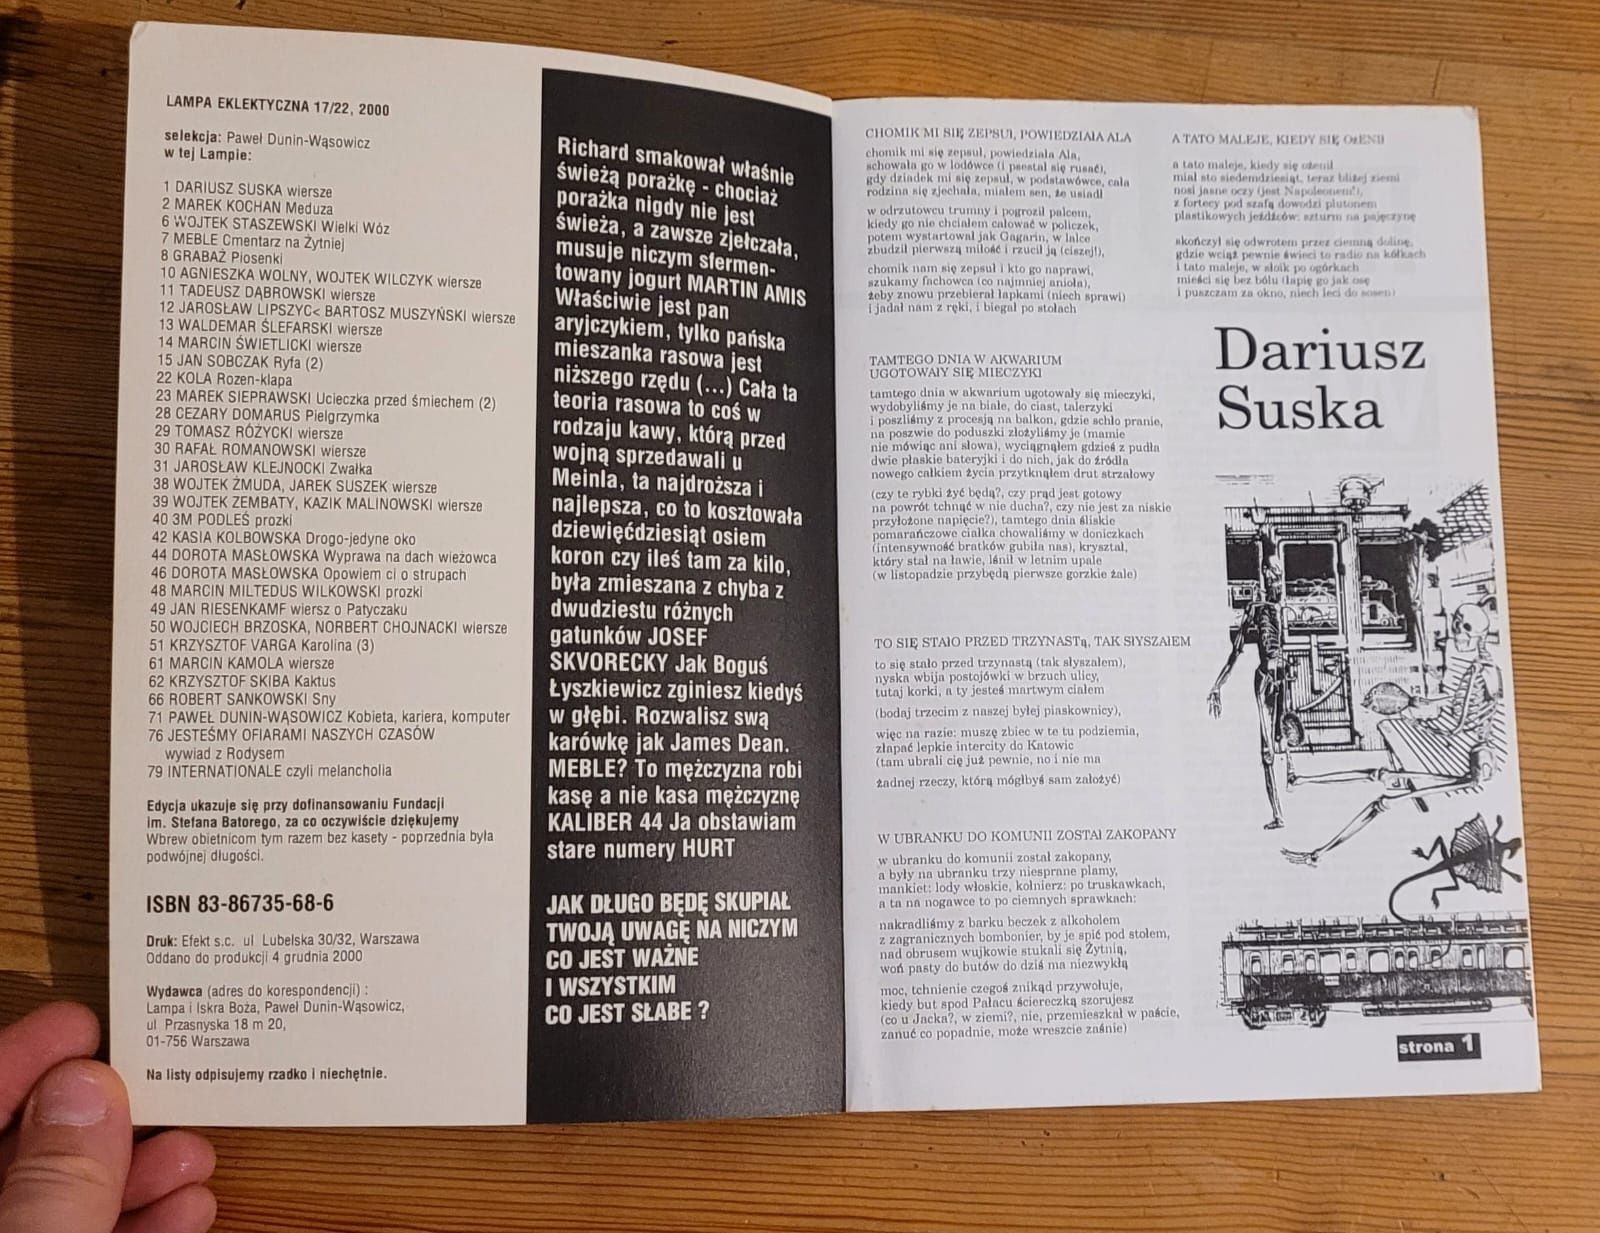 LAMPA EKLEKTYCZNA 17/22, 2000
selekcja: Paweł Dunin-Wąsowicz
w tej Lampie:
1 DARIUSZ SUSKA wiersze
2 MAREK KOCHAN Meduza
6 WOJTEK STASZEWSKI Wielki Wóz
7 MEBLE Cmentarz na Żytniej
8 GRABAŻ Piosenki
10 AGNIESZKA WOLNY, WOJTEK WILCZYK wiersze
11 TADEUSZ DĄBROWSKI wiersze
12 JAROSŁAW LIPSZYC< BARTOSZ MUSZYŃSKI wiersze
13 WALDEMAR ŚLEFARSKI wiersze
14 MARCIN ŚWIETLICKI wiersze
15 JAN SOBCZAK Ryfa (2)
22 KOLA Rozen-klapa
23 MAREK SIEPRAWSKI Ucieczka przed śmiechem (2)
28 CEZARY DOMARUS Pielgrzymka
29 TOMASZ RÓŻYCKI wiersze
30 RAFAŁ ROMANOWSKI wiersze
31 JAROSŁAW KLEJNOCKI Zwałka
38 WOJTEK ŻMUDA, JAREK SUSZEK wiersze
39 WOJTEK ZEMBATY, KAZIK MALINOWSKI wiersze
40 3M PODLEŚ prozki
42 KASIA KOLBOWSKA Drogo-jedyne oko
44 DOROTA MASŁOWSKA Wyprawa na dach wieżowca
46 DOROTA MASŁOWSKA Opowiem ci o strupach
48 MARCIN MILTEDUS WILKOWSKI prozki
49 JAN RIESENKAMF wiersz o Patyczaku
50 WOJCIECH BRZOSKA, NORBERT CHOJNACKI wiersze
51 KRZYSZTOF VARGA Karolina (3)
61 MARCIN KAMOLA wiersze
62 KRZYSZTOF SKIBA Kaktus
66 ROBERT SANKOWSKI Sny
71 PAWEŁ DUNIN-WĄSOWICZ Kobieta, kariera, komputer
76 JESTEŚMY OFIARAMI NASZYCH CZASÓW
wywiad z Rodysem
79 INTERNATIONALE czyli melancholia
Edycja ukazuje się przy dofinansowaniu Fundacji
im. Stefana Batorego, za co oczywiście dziękujemy
Wbrew obietnicom tym razem bez kasety - poprzednia była
podwójnej długości.
ISBN 83-86735-68-6
Druk: Efekt s.c. ul Lubelska 30/32, Warszawa
Oddano do produkcji 4 grudnia 2000
Wydawca (adres do korespondencji) :
Lampa i Iskra Boża, Paweł Dunin-Wąsowicz,
ul Przasnyska 18 m 20,
01-756 Warszawa
Na listy odpisujemy rzadko i niechętnie.
Richard smakował właśnie
świeżą porażkę - chociaż
porażka nigdy nie jest
świeża, a zawsze zjełczała,
musuje niczym sfermen-
towany jogurt MARTIN AMIS
Właściwie jest pan
aryjczykiem, tylko pańska
mieszanka rasowa jest
niższego rzędu (...) Cała ta
teoria rasowa to coś w
rodzaju kawy, którą przed
wojną sprzedawali u
Meinla, ta najdroższa i
najlepsza, co to kosztowała
dziewięćdziesiąt osiem
koron czy ileś tam za kilo,
była zmieszana z chyba z
dwudziestu różnych
gatunków JOSEF
SKVORECKY Jak Boguś
Łyszkiewicz zginiesz kiedyś
w głębi. Rozwalisz swą
karówkę jak James Dean.
MEBLE? To mężczyzna robi
kasę a nie kasa mężczyznę
KALIBER 44 Ja obstawiam
stare numery HURT
JAK DŁUGO BĘDĘ SKUPIAŁ
TWOJĄ UWAGĘ NA NICZYM
CO JEST WAŻNE
I WSZYSTKIM
CO JEST SŁABE ?
CHOMIK MI SIĘ ZEPSUł, POWIEDZIAłA ALA
chomik mi się zepsuł, powiedziała Ala,
schowała go w lodówce (i przestał się ruszać),
gdy dziadek mi się zepsuł, w podstawówce, cała
rodzina się zjechała, miałem sen, że usiadł
w odrzutowcu trumny i pogroził palcem,
kiedy go nie chciałem całować w policzek,
potem wystartował jak Gagarin, w lalce
zbudził pierwszą miłość i rzucił ją (ciszej!),
chomik nam się zepsuł i kto go naprawi,
szukamy fachowca (co najmniej anioła),
żeby znowu przebierał łapkami (niech sprawi)
i jadał nam z ręki, i biegał po stołach
TAMTEGO DNIA W AKWARIUM
UGOTOWAłY SIĘ MIECZYKI
tamtego dnia w akwarium ugotowały się mieczyki,
wydobyliśmy je na białe, do ciast, talerzyki
i poszliśmy z procesją na balkon, gdzie schło pranie,
na poszwie do poduszki złożyliśmy je (mamie
nie mówiąc ani słowa), wyciągnąłem gdzieś z pudła
dwie płaskie bateryjki i do nich, jak do źródła
nowego całkiem życia przytknąłem drut strzałowy
(czy te rybki żyć będą?, czy prąd jest gotowy
na powrót tchnąć w nie ducha?, czy nie jest za niskie
przyłożone napięcie?), tamtego dnia śliskie
pomarańczowe ciałka chowaliśmy w doniczkach
(intensywność bratków gubiła nas), kryształ,
który stał na ławie, lśnił w letnim upale
(w listopadzie przybędą pierwsze gorzkie żale)
TO SIĘ STAłO PRZED TRZYNASTą, TAK SłYSZAłEM
to się stało przed trzynastą (tak słyszałem),
nyska wbija postojówki w brzuch ulicy,
tutaj korki, a ty jesteś martwym ciałem
(bodaj trzecim z naszej byłej piaskownicy),
więc na razie: muszę zbiec w te tu podziemia,
złapać lepkie intercity do Katowic
(tam ubrali cię już pewnie, no i nie ma
żadnej rzeczy, którą mógłbyś sam założyć)
W UBRANKU DO KOMUNII ZOSTAł ZAKOPANY
w ubranku do komunii został zakopany,
a były na ubranku trzy niesprane plamy,
mankiet: lody włoskie, kołnierz: po truskawkach,
a ta na nogawce to po ciemnych sprawkach:
nakradliśmy z barku beczek z alkoholem
z zagranicznych bombonier, by je spić pod stołem,
nad obrusem wujkowie stukali się Żytnią,
woń pasty do butów do dziś ma niezwykłą
moc, tchnienie czegoś znikąd przywołuje,
kiedy but spod Pałacu ściereczką szorujesz
(co u Jacka?, w ziemi?, nie, przemieszkał w paście,
zanuć co popadnie, może wreszcie zaśnie)
A TATO MALEJE, KIEDY SIĘ OżENIł
a tato maleje, kiedy się ożenił
miał sto siedemdziesiąt, teraz bliżej ziemi
nosi jasne oczy (jest Napoleonem!),
z fortecy pod szafą dowodzi plutonem
plastikowych jeźdźców: szturm na pajęczynę
skończył się odwrotem przez ciemną dolinę,
gdzie wciąż pewnie świeci to radio na kółkach
i tato maleje, w słoik po ogórkach
mieści się bez bólu (łapię go jak osę
i puszczam za okno, niech leci do sosen)
Dariusz
Suska
strona 1